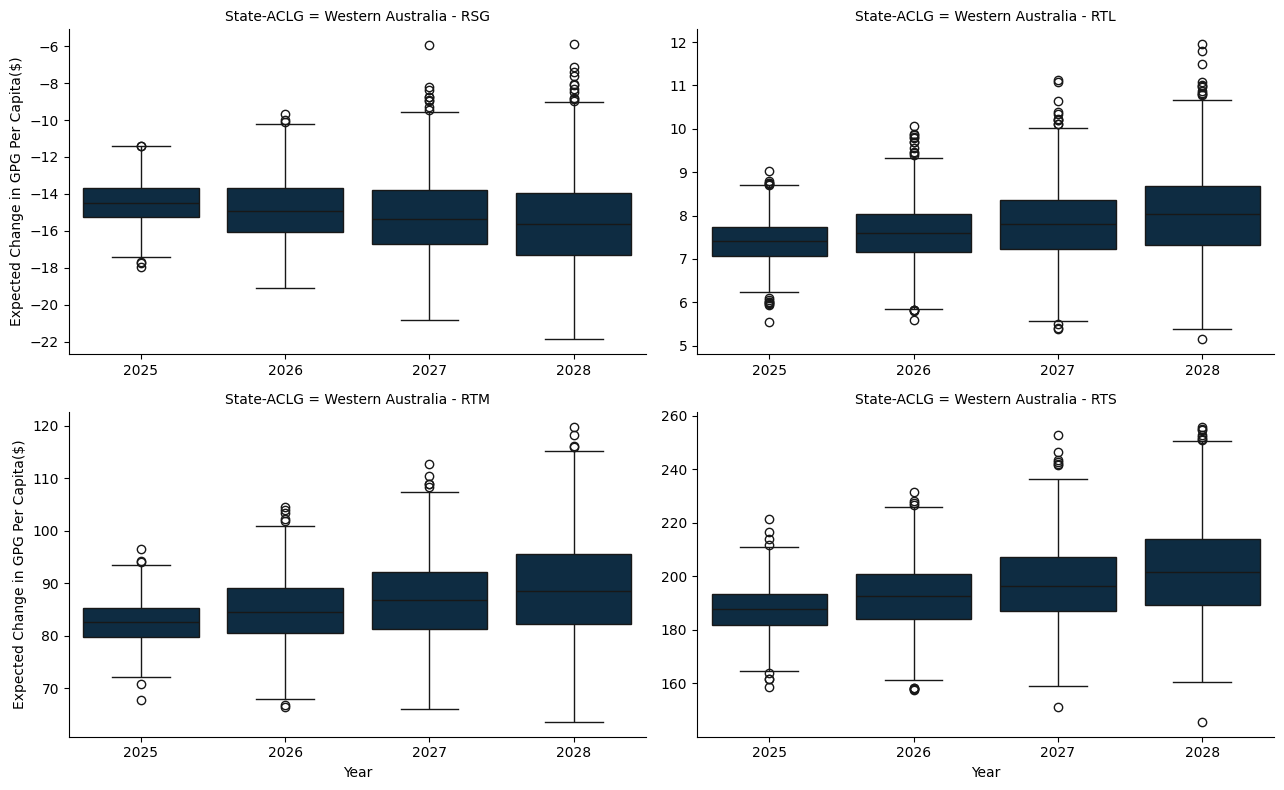 State-ACLG = Western Australia - RSG
Expected Change in GPG Per Capita($)
−6
−8
−10
−12
−14
−16
−18
−20
−22
2025 2026 2027 2028
State-ACLG = Western Australia - RTL
12
11
10
9
8
7
6
5
2025 2026 2027 2028
State-ACLG = Western Australia - RTM
Expected Change in GPG Per Capita($)
120
110
100
90
80
70
2025 2026 2027 2028
Year
State-ACLG = Western Australia - RTS
260
240
220
200
180
160
2025 2026 2027 2028
Year